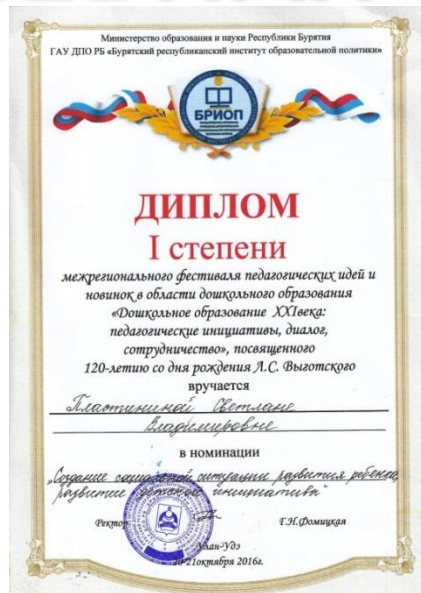 Министерство образования и науки Республики Бурятия
ГАУ ДПО РБ «Бурятский республиканский институт образовательной политики»
БРИОП
ДИПЛОМ
I степени
межрегионального фестиваля педагогических идей и
новинок в области дошкольного образования
«Дошкольное образование XXIвека:
педагогические инициативы, диалог,
сотрудничество», посвященного
120-летию со дня рождения Л.С. Выготского
вручается
Пластининой Светлане
Владимировне
в номинации
„Создание социальной ситуации развития ребенка,
развитие детской инициативы"
Ректор Г.Н.Фомицкая
Улан-Удэ
20-21октября 2016г.